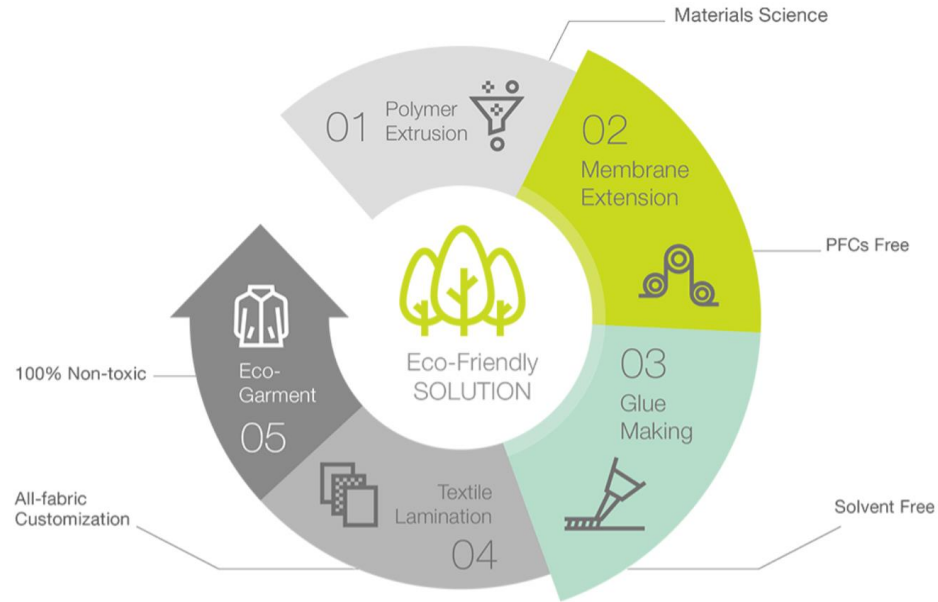 Materials Science
01
Polymer
Extrusion
02
Membrane
Extension
PFCs Free
03
Glue
Making
Solvent Free
Textile
Lamination
04
All-fabric
Customization
Eco-
Garment
05
100% Non-toxic
Eco-Friendly
SOLUTION